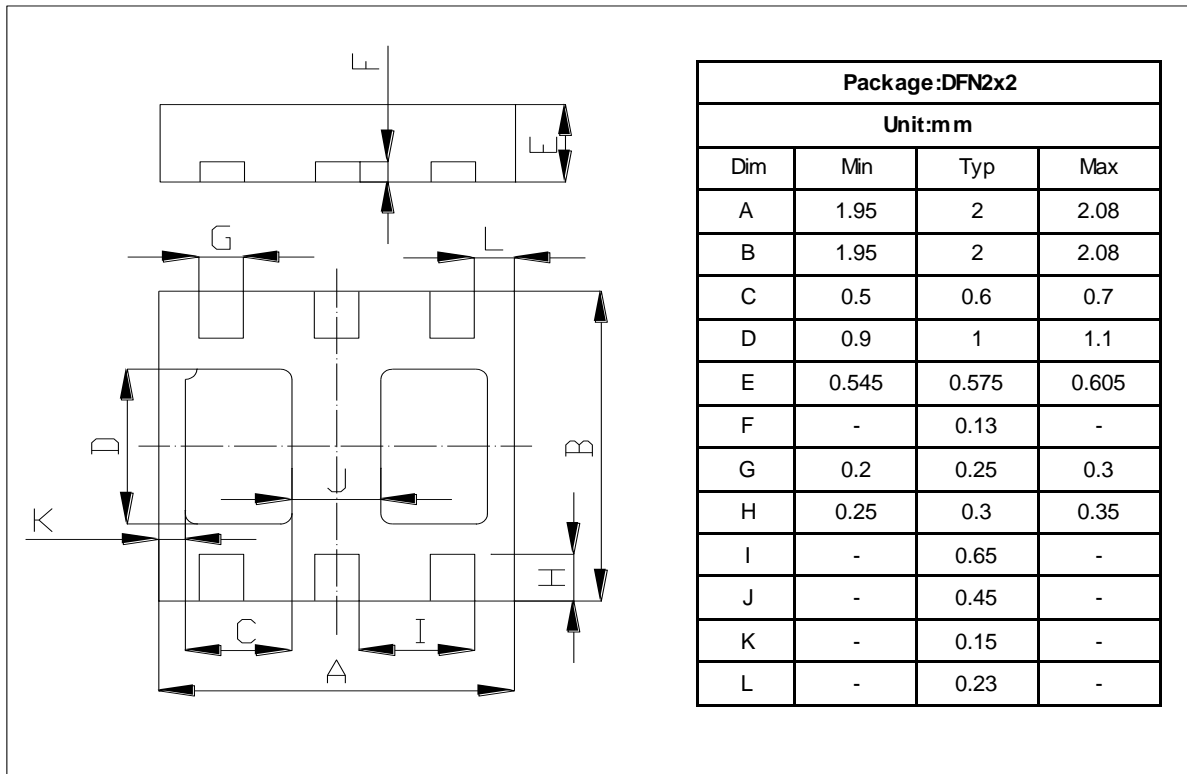 F
E
G
L
D
B
J
K
H
C
I
A
Package:DFN2x2
Unit:mm
Dim Min Typ Max
A 1.95 2 2.08
B 1.95 2 2.08
C 0.5 0.6 0.7
D 0.9 1 1.1
E 0.545 0.575 0.605
F - 0.13 -
G 0.2 0.25 0.3
H 0.25 0.3 0.35
I - 0.65 -
J - 0.45 -
K - 0.15 -
L - 0.23 -